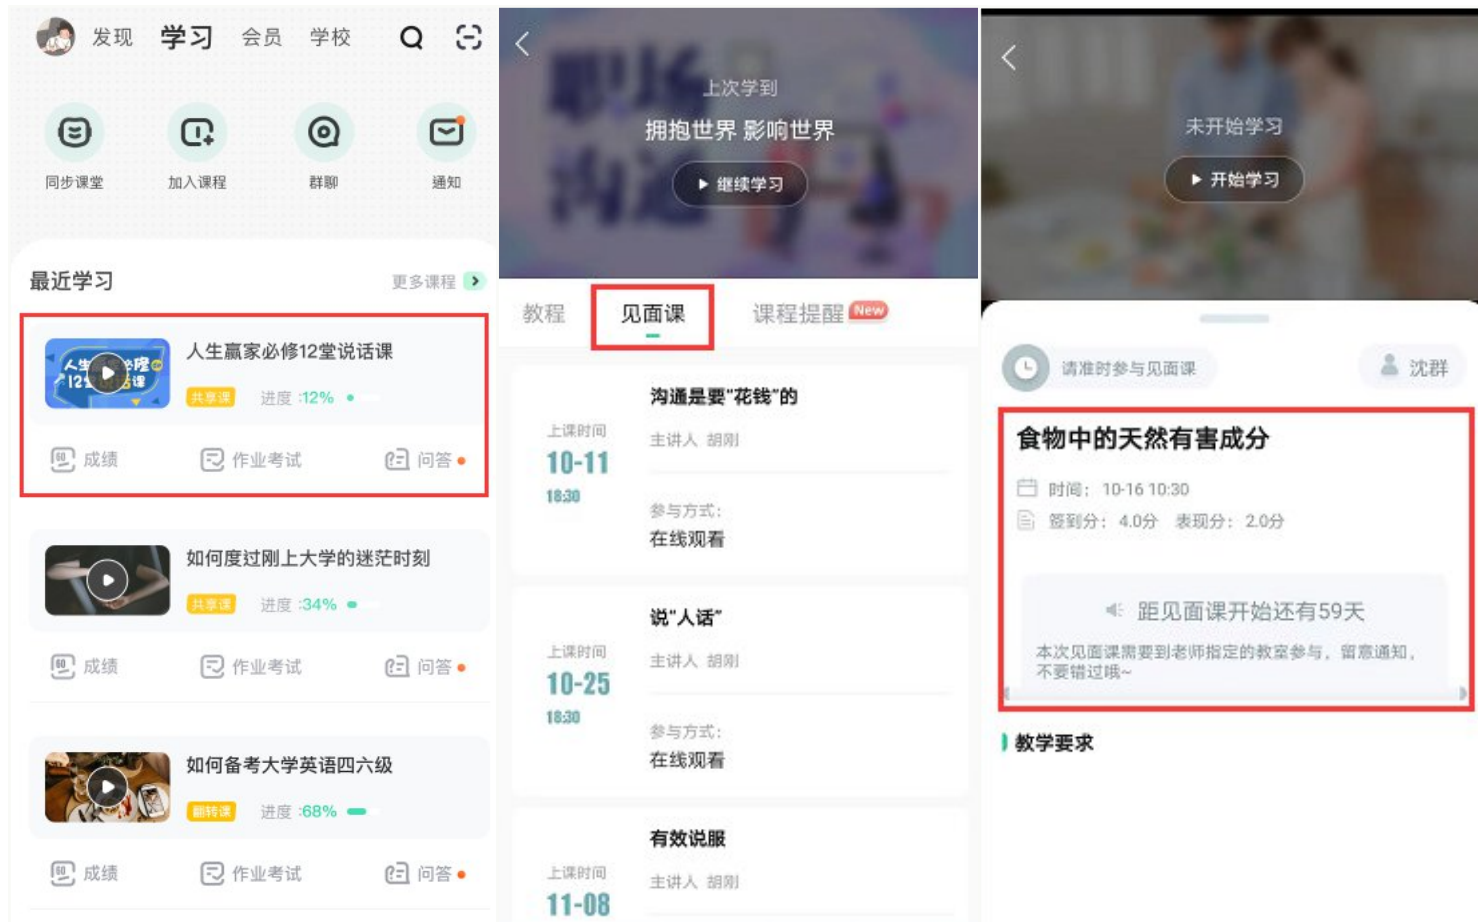 发现 学习 会员 学校
同步课堂 加入课程 群聊 通知
最近学习 更多课程
人生赢家必修12堂说话课
共享课 进度 :12%
成绩 作业考试 问答
如何度过刚上大学的迷茫时刻
共享课 进度 :34%
成绩 作业考试 问答
如何备考大学英语四六级
翻转课 进度 :68%
成绩 作业考试 问答
职场
沟通
上次学到
拥抱世界 影响世界
继续学习
教程 见面课 课程提醒 New
沟通是要"花钱"的
上课时间
主讲人 胡刚
10-11
18:30
参与方式:
在线观看
说"人话"
上课时间
主讲人 胡刚
10-25
18:30
参与方式:
在线观看
有效说服
上课时间
主讲人 胡刚
11-08
未开始学习
开始学习
请准时参与见面课 沈群
食物中的天然有害成分
时间: 10-16 10:30
签到分: 4.0分 表现分: 2.0分
距见面课开始还有59天
本次见面课需要到老师指定的教室参与，留意通知，
不要错过哦~
教学要求